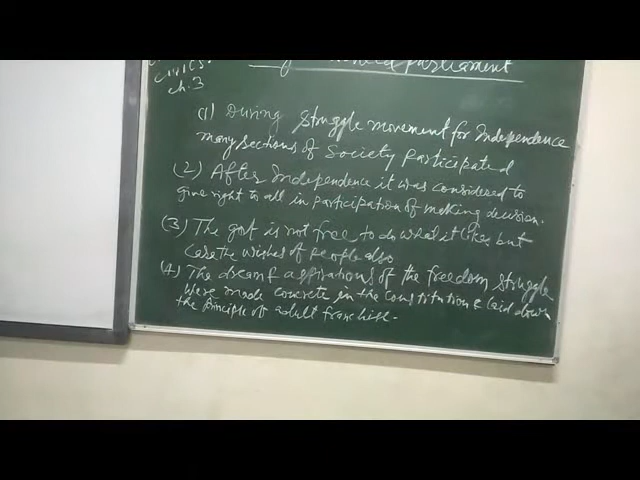 Civics.
ch.3
need parliament
(1) During struggle movement for Independence
many sections of Society participated
(2) After Independence it was considered to
give right to all in participation of making decision.
(3) The govt is not free to do what it likes but
care the wishes of people also
(4) The dream & aspirations of the freedom struggle
were made concrete in the constitution & laid down
the principle of adult franchise.